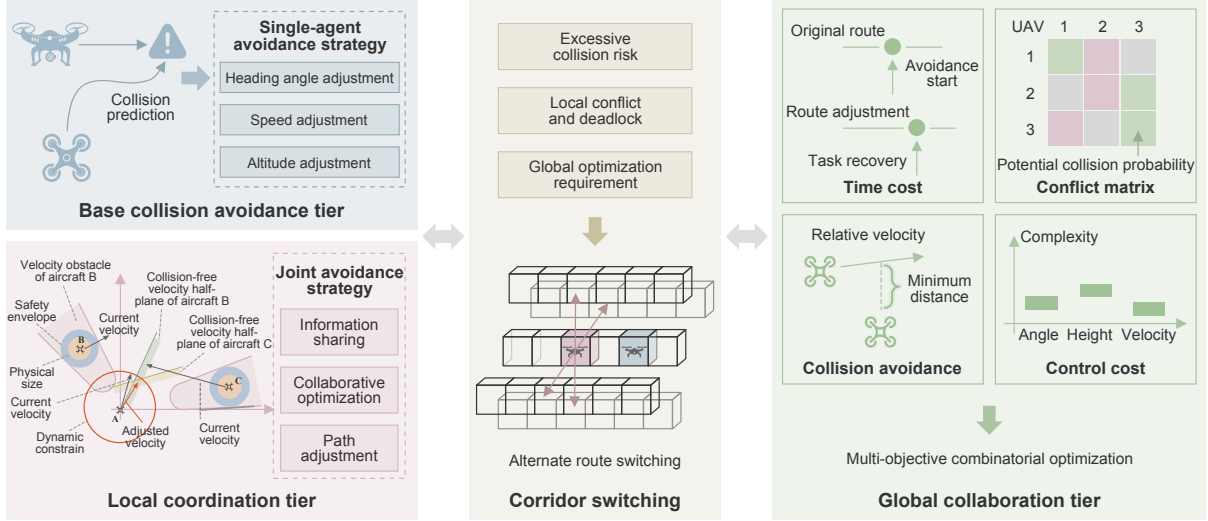 Collision
prediction
Single-agent
avoidance strategy
Heading angle adjustment
Speed adjustment
Altitude adjustment
Base collision avoidance tier
Velocity obstacle
of aircraft B
Collision-free
velocity half-
plane of aircraft B
Safety
envelope
Current
velocity
Collision-free
velocity half-
plane of aircraft C
B
Physical
size
C
Current
velocity
A
Dynamic
constrain
Adjusted
velocity
Current
velocity
Joint avoidance
strategy
Information
sharing
Collaborative
optimization
Path
adjustment
Local coordination tier
Excessive
collision risk
Local conflict
and deadlock
Global optimization
requirement
Alternate route switching
Corridor switching
Original route
Avoidance
start
Route adjustment
Task recovery
Time cost
UAV 1 2 3
1
2
3
Potential collision probability
Conflict matrix
Relative velocity
Minimum
distance
Collision avoidance
Complexity
Angle Height Velocity
Control cost
Multi-objective combinatorial optimization
Global collaboration tier